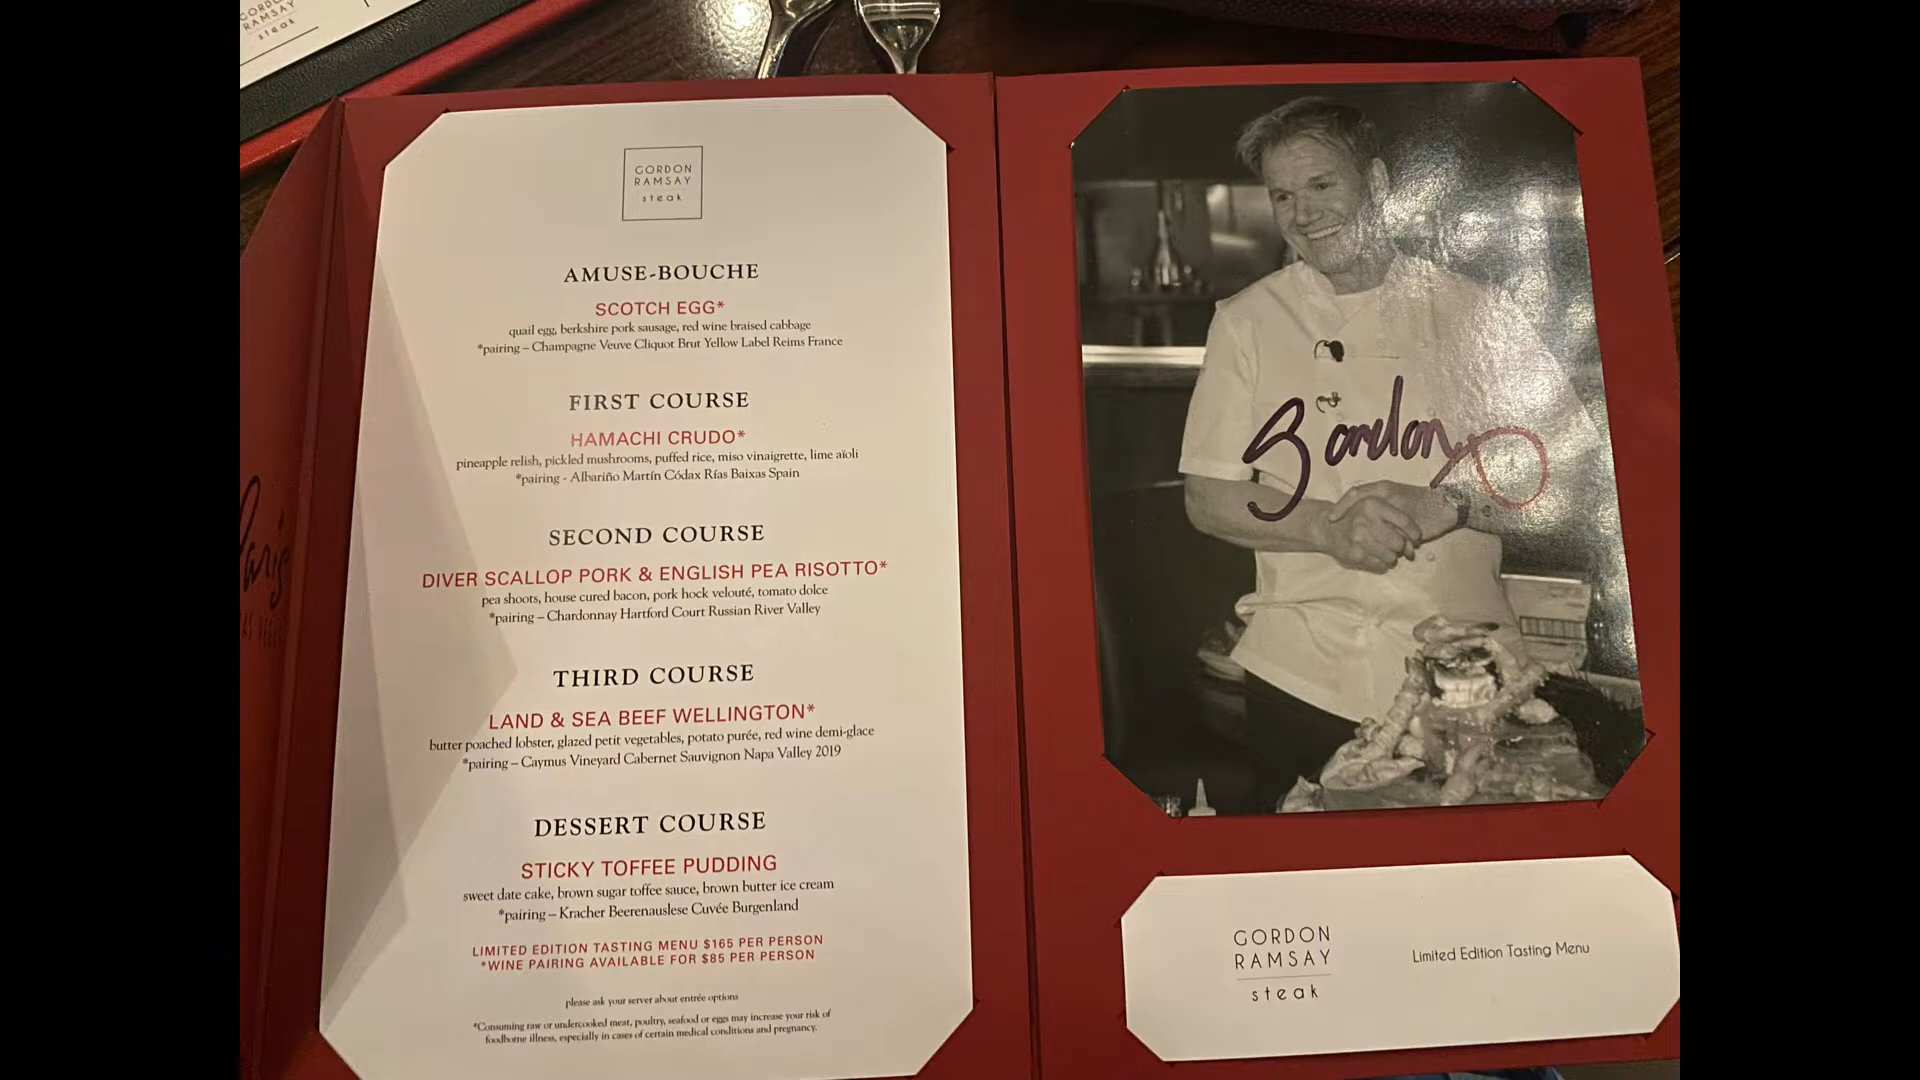 GORDON
RAMSAY
steak
GORDON
RAMSAY
steak
AMUSE-BOUCHE
SCOTCH EGG*
quail egg, berkshire pork sausage, red wine braised cabbage
*pairing – Champagne Veuve Cliquot Brut Yellow Label Reims France
FIRST COURSE
HAMACHI CRUDO*
pineapple relish, pickled mushrooms, puffed rice, miso vinaigrette, lime aïoli
*pairing - Albariño Martín Códax Rías Baixas Spain
SECOND COURSE
DIVER SCALLOP PORK & ENGLISH PEA RISOTTO*
pea shoots, house cured bacon, pork hock velouté, tomato dolce
*pairing – Chardonnay Hartford Court Russian River Valley
THIRD COURSE
LAND & SEA BEEF WELLINGTON*
butter poached lobster, glazed petit vegetables, potato purée, red wine demi-glace
*pairing – Caymus Vineyard Cabernet Sauvignon Napa Valley 2019
DESSERT COURSE
STICKY TOFFEE PUDDING
sweet date cake, brown sugar toffee sauce, brown butter ice cream
*pairing – Kracher Beerenauslese Cuvée Burgenland
LIMITED EDITION TASTING MENU $165 PER PERSON
*WINE PAIRING AVAILABLE FOR $85 PER PERSON
please ask your server about entrée options
*Consuming raw or undercooked meat, poultry, seafood or eggs may increase your risk of
foodborne illness, especially in cases of certain medical conditions and pregnancy.
Gordon
GORDON
RAMSAY
steak
Limited Edition Tasting Menu